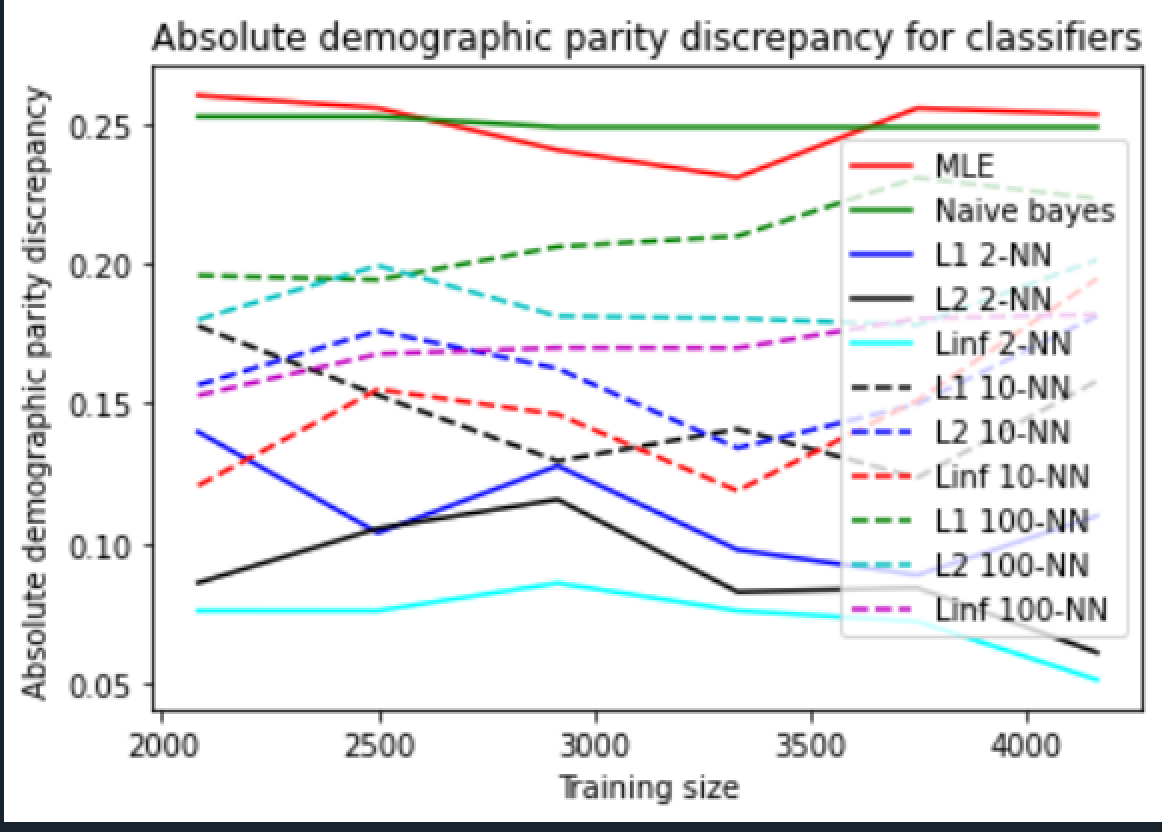 Absolute demographic parity discrepancy for classifiers
Absolute demographic parity discrepancy
0.25
0.20
0.15
0.10
0.05
MLE
Naive bayes
L1 2-NN
L2 2-NN
Linf 2-NN
L1 10-NN
L2 10-NN
Linf 10-NN
L1 100-NN
L2 100-NN
Linf 100-NN
2000 2500 3000 3500 4000
Training size